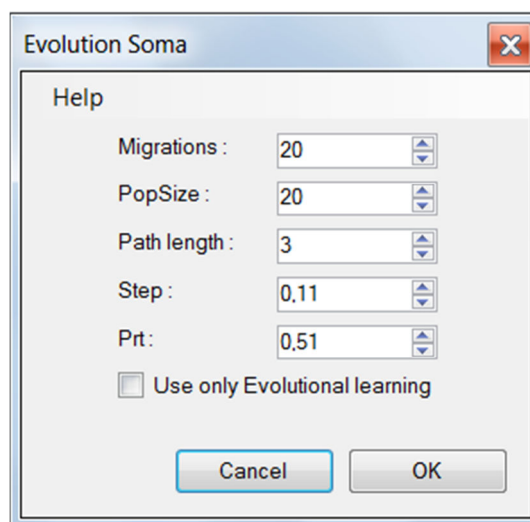 Evolution Soma
Help
Migrations : 20
PopSize : 20
Path length : 3
Step : 0,11
Prt : 0,51
Use only Evolutional learning
Cancel OK